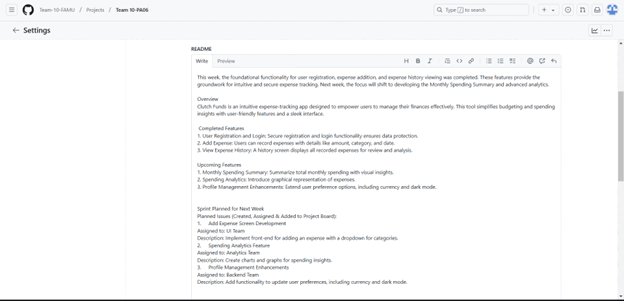 Team-10-FAMU / Projects / Team 10-PA06
Type / to search
Settings
README
Write Preview
This week, the foundational functionality for user registration, expense addition, and expense history viewing was completed. These features provide the
groundwork for intuitive and secure expense tracking. Next week, the focus will shift to developing the Monthly Spending Summary and advanced analytics.
Overview
Clutch Funds is an intuitive expense-tracking app designed to empower users to manage their finances effectively. This tool simplifies budgeting and spending
insights with user-friendly features and a sleek interface.
Completed Features
1. User Registration and Login: Secure registration and login functionality ensures data protection.
2. Add Expense: Users can record expenses with details like amount, category, and date.
3. View Expense History: A history screen displays all recorded expenses for review and analysis.
Upcoming Features
1. Monthly Spending Summary: Summarize total monthly spending with visual insights.
2. Spending Analytics: Introduce graphical representation of expenses.
3. Profile Management Enhancements: Extend user preference options, including currency and dark mode.
Sprint Planned for Next Week
Planned Issues (Created, Assigned & Added to Project Board):
1. Add Expense Screen Development
Assigned to: UI Team
Description: Implement front-end for adding an expense with a dropdown for categories.
2. Spending Analytics Feature
Assigned to: Analytics Team
Description: Create charts and graphs for spending insights.
3. Profile Management Enhancements
Assigned to: Backend Team
Description: Add functionality to update user preferences, including currency and dark mode.